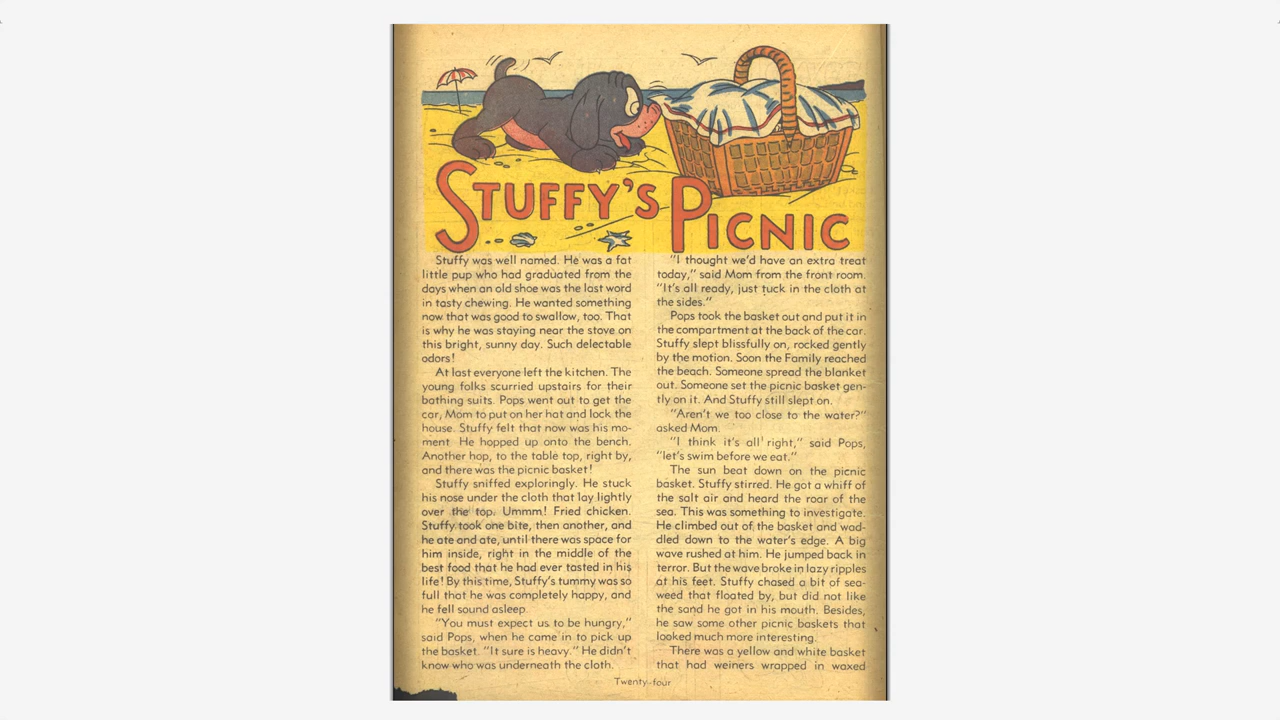 STUFFY'S PICNIC
Stuffy was well named. He was a fat
little pup who had graduated from the
days when an old shoe was the last word
in tasty chewing. He wanted something
now that was good to swallow, too. That
is why he was staying near the stove on
this bright, sunny day. Such delectable
odors!
At last everyone left the kitchen. The
young folks scurried upstairs for their
bathing suits. Pops went out to get the
car, Mom to put on her hat and lock the
house. Stuffy felt that now was his mo-
ment. He hopped up onto the bench.
Another hop, to the table top, right by,
and there was the picnic basket!
Stuffy sniffed exploringly. He stuck
his nose under the cloth that lay lightly
over the top. Ummm! Fried chicken.
Stuffy took one bite, then another, and
he ate and ate, until there was space for
him inside, right in the middle of the
best food that he had ever tasted in his
life! By this time, Stuffy's tummy was so
full that he was completely happy, and
he fell sound asleep.
"You must expect us to be hungry,"
said Pops, when he came in to pick up
the basket. "It sure is heavy." He didn't
know who was underneath the cloth.
"I thought we'd have an extra treat
today," said Mom from the front room.
"It's all ready, just tuck in the cloth at
the sides."
Pops took the basket out and put it in
the compartment at the back of the car.
Stuffy slept blissfully on, rocked gently
by the motion. Soon the Family reached
the beach. Someone spread the blanket
out. Someone set the picnic basket gen-
tly on it. And Stuffy still slept on.
"Aren't we too close to the water?"
asked Mom.
"I think it's all right," said Pops,
"let's swim before we eat."
The sun beat down on the picnic
basket. Stuffy stirred. He got a whiff of
the salt air and heard the roar of the
sea. This was something to investigate.
He climbed out of the basket and wad-
dled down to the water's edge. A big
wave rushed at him. He jumped back in
terror. But the wave broke in lazy ripples
at his feet. Stuffy chased a bit of sea-
weed that floated by, but did not like
the sand he got in his mouth. Besides,
he saw some other picnic baskets that
looked much more interesting.
There was a yellow and white basket
that had weiners wrapped in waxed
Twenty-four